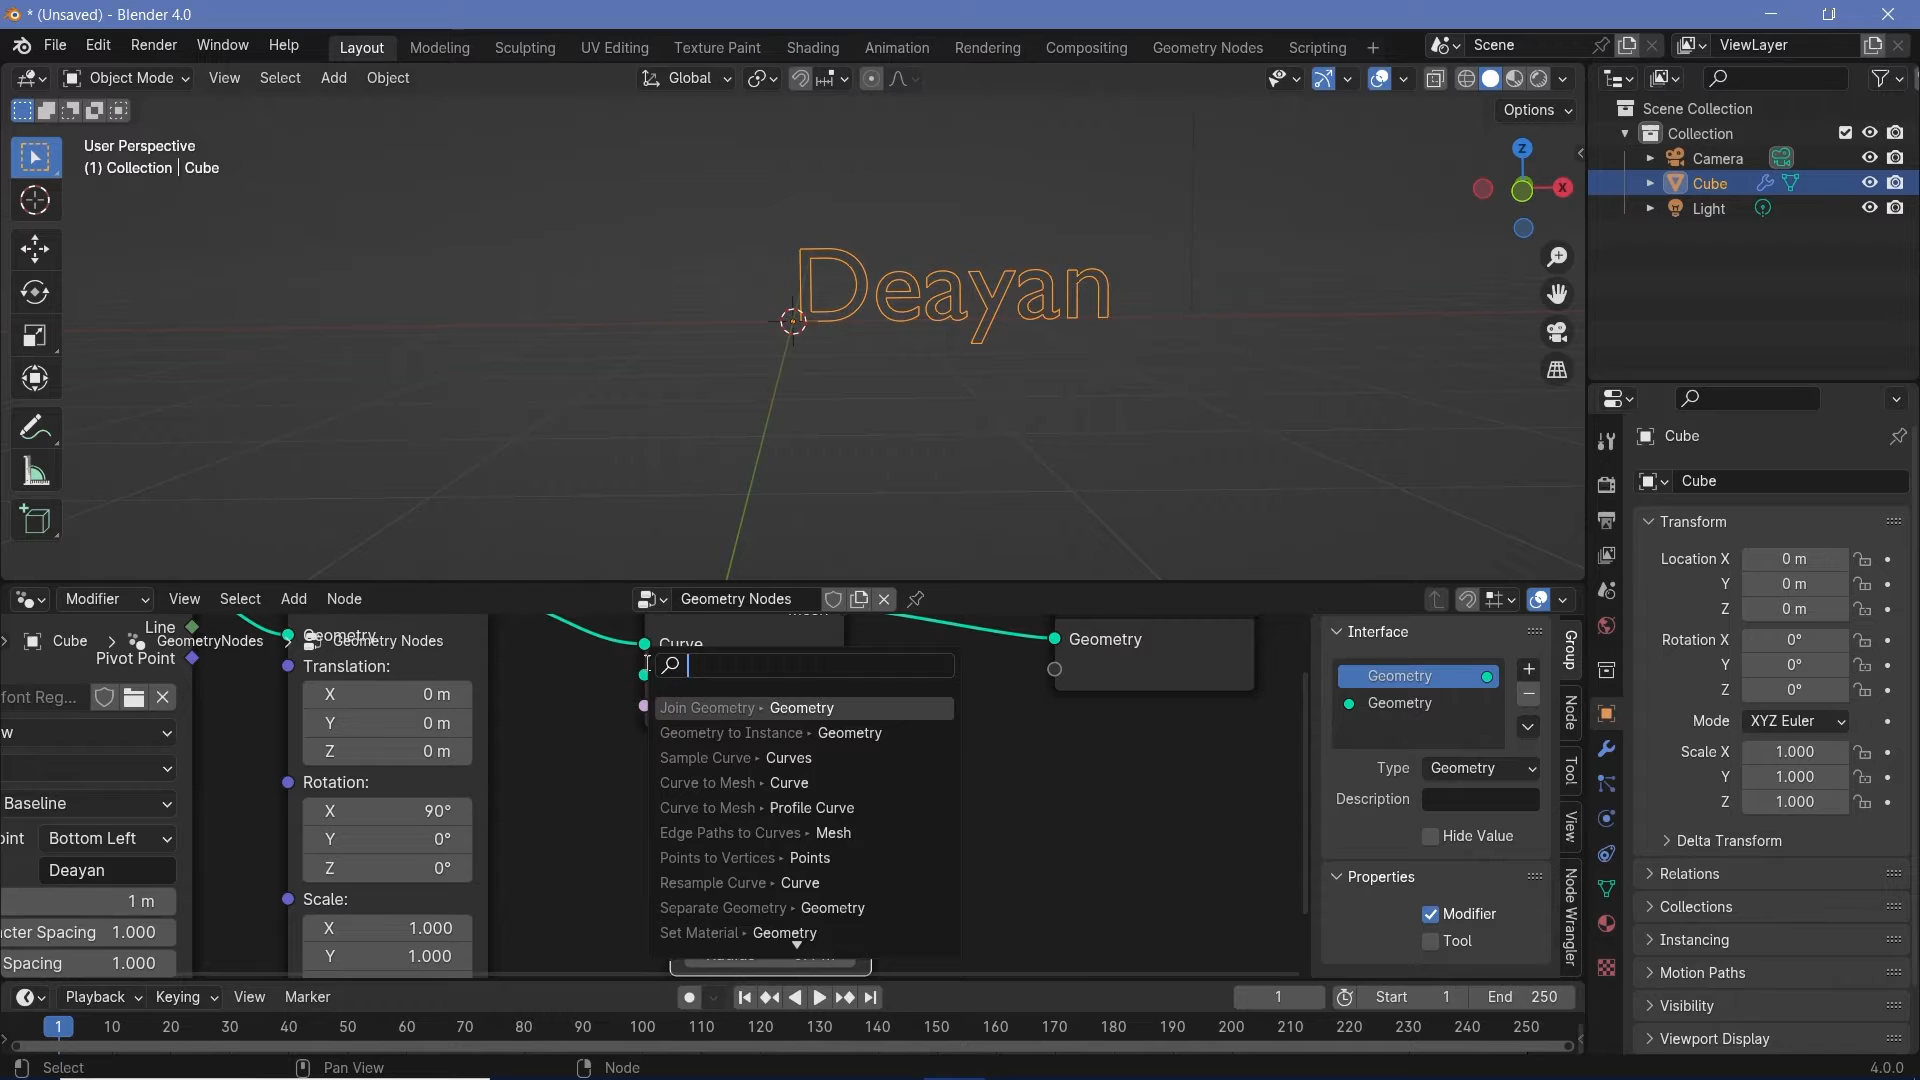 * (Unsaved) - Blender 4.0
File Edit Render Window Help
Layout Modeling Sculpting UV Editing Texture Paint Shading Animation Rendering Compositing Geometry Nodes Scripting
Scene
ViewLayer
Object Mode View Select Add Object
Global
Options
User Perspective
(1) Collection | Cube
Z
X
Deayan
Scene Collection
Collection
Camera
Cube
Light
Cube
Cube
Transform
Location X 0 m
Y 0 m
Z 0 m
Rotation X 0°
Y 0°
Z 0°
Mode XYZ Euler
Scale X 1.000
Y 1.000
Z 1.000
Delta Transform
Relations
Collections
Instancing
Motion Paths
Visibility
Viewport Display
Modifier View Select Add Node
Geometry Nodes
Cube
GeometryNodes
Geometry Nodes
Line
Pivot Point
font Reg...
w
Baseline
oint Bottom Left
Deayan
1 m
cter Spacing 1.000
Spacing 1.000
Geometry
Translation:
X 0 m
Y 0 m
Z 0 m
Rotation:
X 90°
Y 0°
Z 0°
Scale:
X 1.000
Y 1.000
Curve
Join Geometry ▸ Geometry
Geometry to Instance ▸ Geometry
Sample Curve ▸ Curves
Curve to Mesh ▸ Curve
Curve to Mesh ▸ Profile Curve
Edge Paths to Curves ▸ Mesh
Points to Vertices ▸ Points
Resample Curve ▸ Curve
Separate Geometry ▸ Geometry
Set Material ▸ Geometry
Geometry
Interface
Geometry
Geometry
Type Geometry
Description
Hide Value
Properties
Modifier
Tool
Group
Node
Tool
View
Node Wrangler
Playback Keying View Marker
1
Start 1
End 250
1 10 20 30 40 50 60 70 80 90 100 110 120 130 140 150 160 170 180 190 200 210 220 230 240 250
Select
Pan View
Node
4.0.0